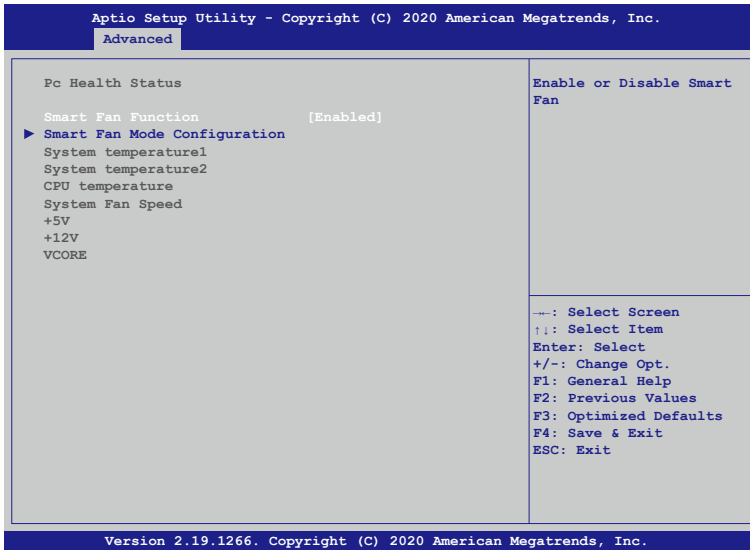 Aptio Setup Utility - Copyright (C) 2020 American Megatrends, Inc.
Advanced
Pc Health Status
Smart Fan Function [Enabled]
► Smart Fan Mode Configuration
System temperature1
System temperature2
CPU temperature
System Fan Speed
+5V
+12V
VCORE
Enable or Disable Smart
Fan
→←: Select Screen
↑↓: Select Item
Enter: Select
+/-: Change Opt.
F1: General Help
F2: Previous Values
F3: Optimized Defaults
F4: Save & Exit
ESC: Exit
Version 2.19.1266. Copyright (C) 2020 American Megatrends, Inc.